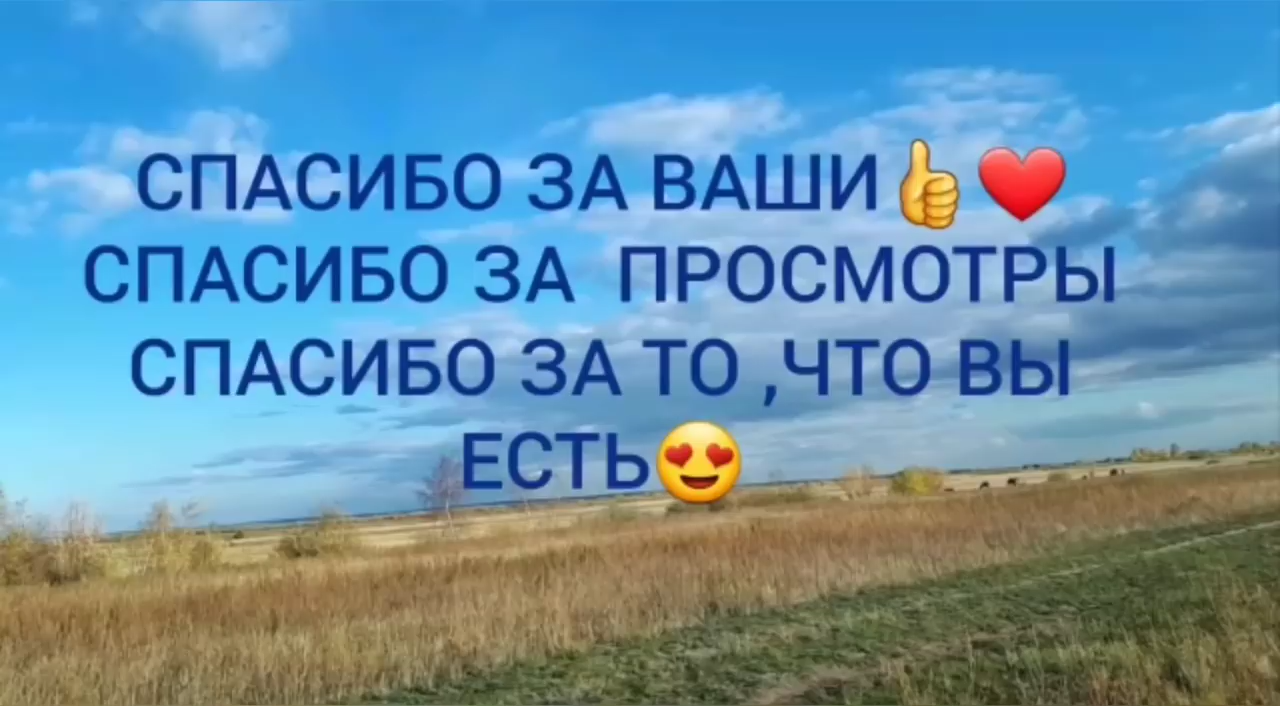 СПАСИБО ЗА ВАШИ👍❤️
СПАСИБО ЗА  ПРОСМОТРЫ
СПАСИБО ЗА ТО ,ЧТО ВЫ
ЕСТЬ😍